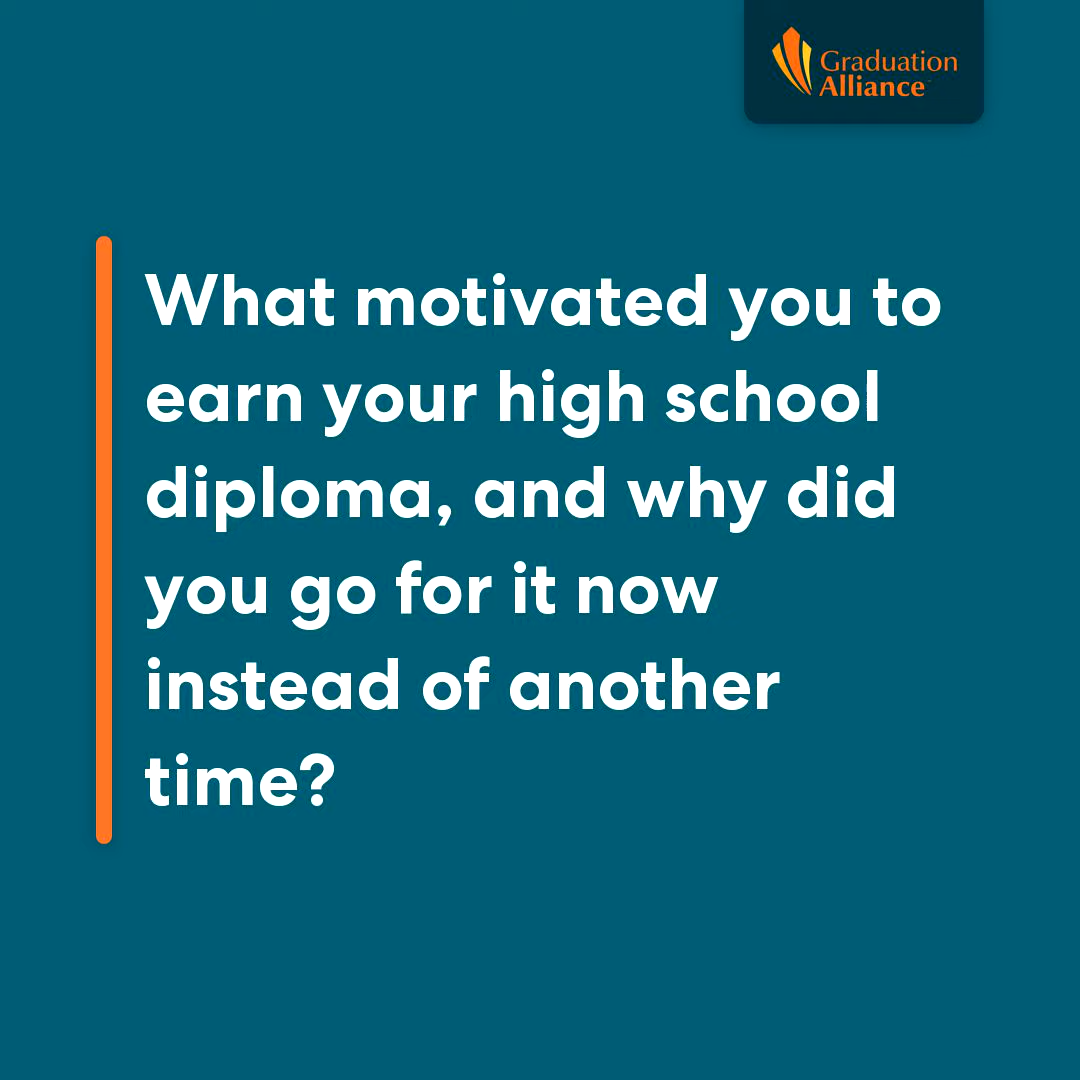 Graduation
Alliance
What motivated you to
earn your high school
diploma, and why did
you go for it now
instead of another
time?